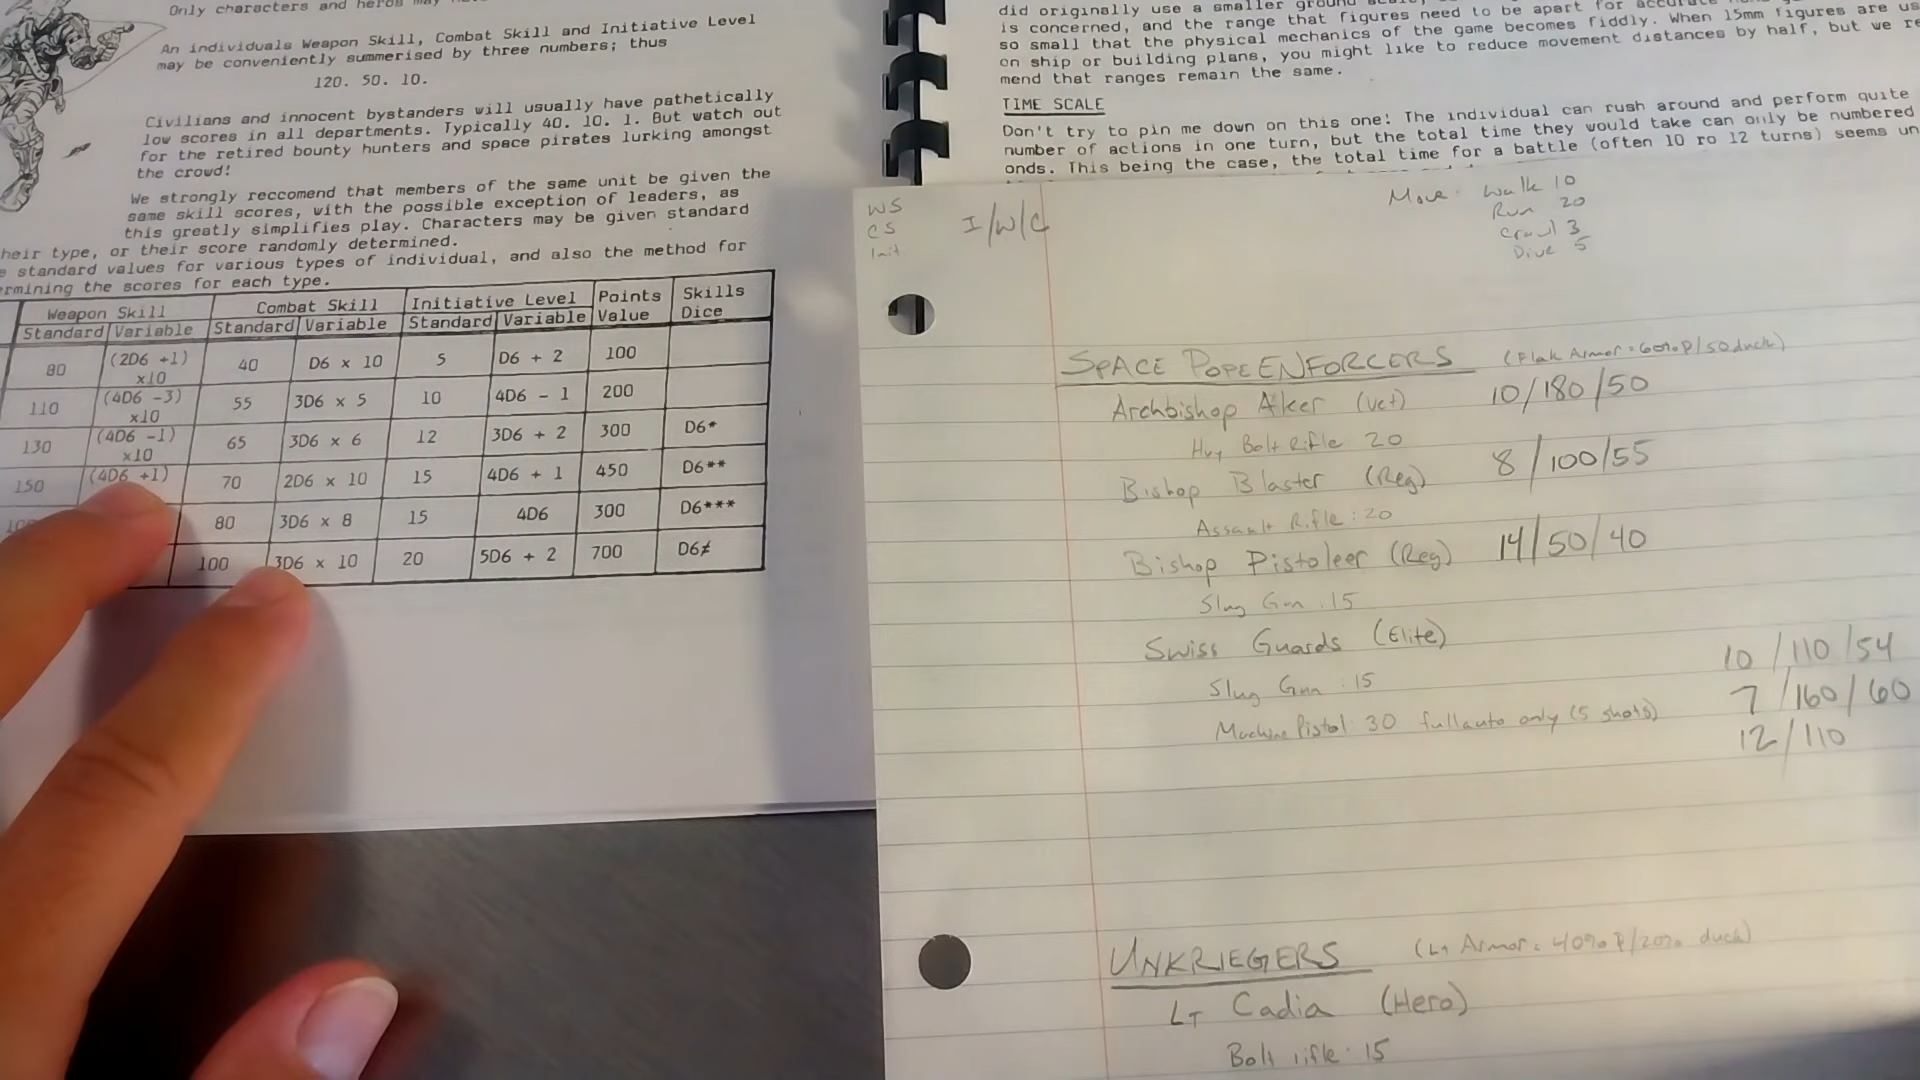 Only characters and heros may
An individuals Weapon Skill, Combat Skill and Initiative Level
may be conveniently summerised by three numbers; thus
120. 50. 10.
Civilians and innocent bystanders will usually have pathetically
low scores in all departments. Typically 40. 10. 1. But watch out
for the retired bounty hunters and space pirates lurking amongst
the crowd!
We strongly reccomend that members of the same unit be given the
same skill scores, with the possible exception of leaders, as
this greatly simplifies play. Characters may be given standard
heir type, or their score randomly determined.
e standard values for various types of individual, and also the method for
ermining the scores for each type.
Weapon Skill Combat Skill Initiative Level Points Value Skills Dice
Standard Variable Standard Variable Standard Variable
80 (2D6 +1) x10 40 D6 x 10 5 D6 + 2 100
110 (4D6 -3) x10 55 3D6 x 5 10 4D6 - 1 200
130 (4D6 -1) x10 65 3D6 x 6 12 3D6 + 2 300 D6*
150 (4D6 +1) 70 2D6 x 10 15 4D6 + 1 450 D6**
80 3D6 x 8 15 4D6 300 D6***
100 3D6 x 10 20 5D6 + 2 700 D6≠
did originally use a smaller ground
is concerned, and the range that figures need to be apart for
so small that the physical mechanics of the game becomes fiddly. When 15mm figures are us
on ship or building plans, you might like to reduce movement distances by half, but we re
mend that ranges remain the same.
TIME SCALE
Don't try to pin me down on this one! The individual can rush around and perform quite
number of actions in one turn, but the total time they would take can only be numbered
onds. This being the case, the total time for a battle (often 10 ro 12 turns) seems un
WS
CS
Init.
I/W/C
Move: Walk 10
Run 20
Crawl 3
Dive 5
SPACE POPE ENFORCERS (Flak Armor = 60%P/50duck)
Archbishop Aker (Vet) 10/180/50
Hvy Bolt Rifle 20
Bishop Blaster (Reg) 8/100/55
Assault Rifle: 20
Bishop Pistoleer (Reg) 14/50/40
Slug Gun: 15
Swiss Guards (Elite)
10/110/54
Slug Gun: 15
7/160/60
Machine Pistol 30 full auto only (5 shots)
12/110
UNKRIEGERS (Lt Armor = 40%P/20% duck)
LT Cadia (Hero)
Bolt rifle: 15